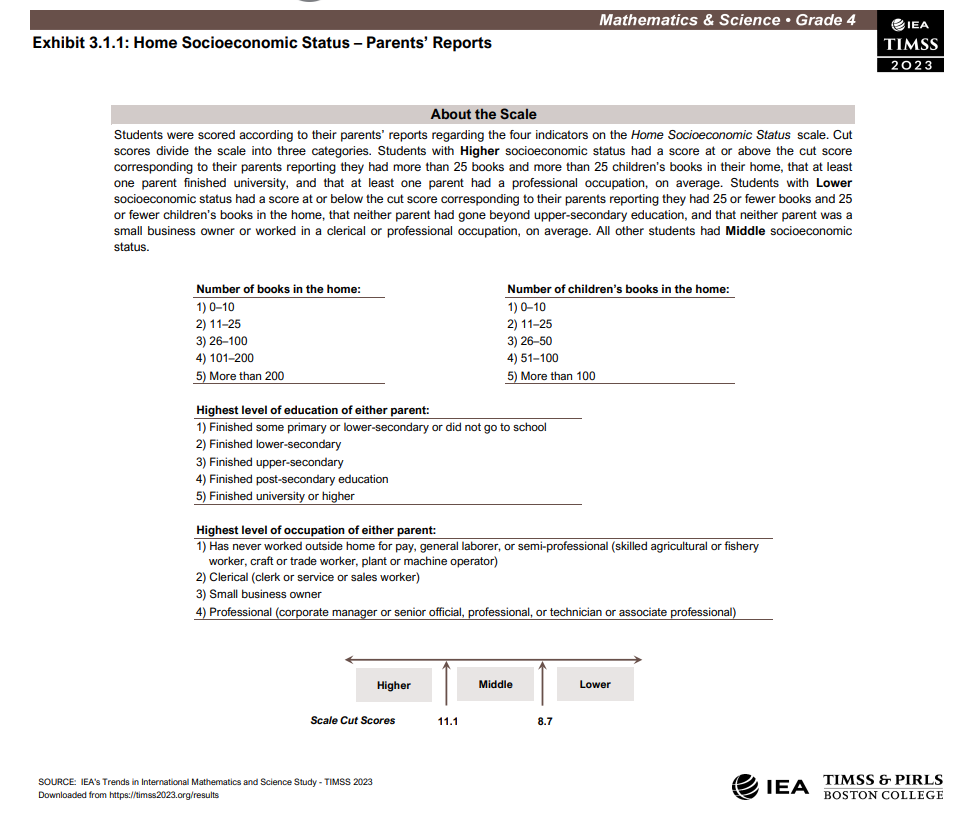 Mathematics & Science • Grade 4
IEA
TIMSS
2023
Exhibit 3.1.1: Home Socioeconomic Status – Parents’ Reports
About the Scale
Students were scored according to their parents’ reports regarding the four indicators on the Home Socioeconomic Status scale. Cut
scores divide the scale into three categories. Students with Higher socioeconomic status had a score at or above the cut score
corresponding to their parents reporting they had more than 25 books and more than 25 children’s books in their home, that at least
one parent finished university, and that at least one parent had a professional occupation, on average. Students with Lower
socioeconomic status had a score at or below the cut score corresponding to their parents reporting they had 25 or fewer books and 25
or fewer children’s books in the home, that neither parent had gone beyond upper-secondary education, and that neither parent was a
small business owner or worked in a clerical or professional occupation, on average. All other students had Middle socioeconomic
status.
Number of books in the home:
1) 0–10
2) 11–25
3) 26–100
4) 101–200
5) More than 200
Number of children’s books in the home:
1) 0–10
2) 11–25
3) 26–50
4) 51–100
5) More than 100
Highest level of education of either parent:
1) Finished some primary or lower-secondary or did not go to school
2) Finished lower-secondary
3) Finished upper-secondary
4) Finished post-secondary education
5) Finished university or higher
Highest level of occupation of either parent:
1) Has never worked outside home for pay, general laborer, or semi-professional (skilled agricultural or fishery
worker, craft or trade worker, plant or machine operator)
2) Clerical (clerk or service or sales worker)
3) Small business owner
4) Professional (corporate manager or senior official, professional, or technician or associate professional)
Higher Middle Lower
Scale Cut Scores 11.1 8.7
SOURCE: IEA's Trends in International Mathematics and Science Study - TIMSS 2023
Downloaded from https://timss2023.org/results
IEA
TIMSS & PIRLS
BOSTON COLLEGE